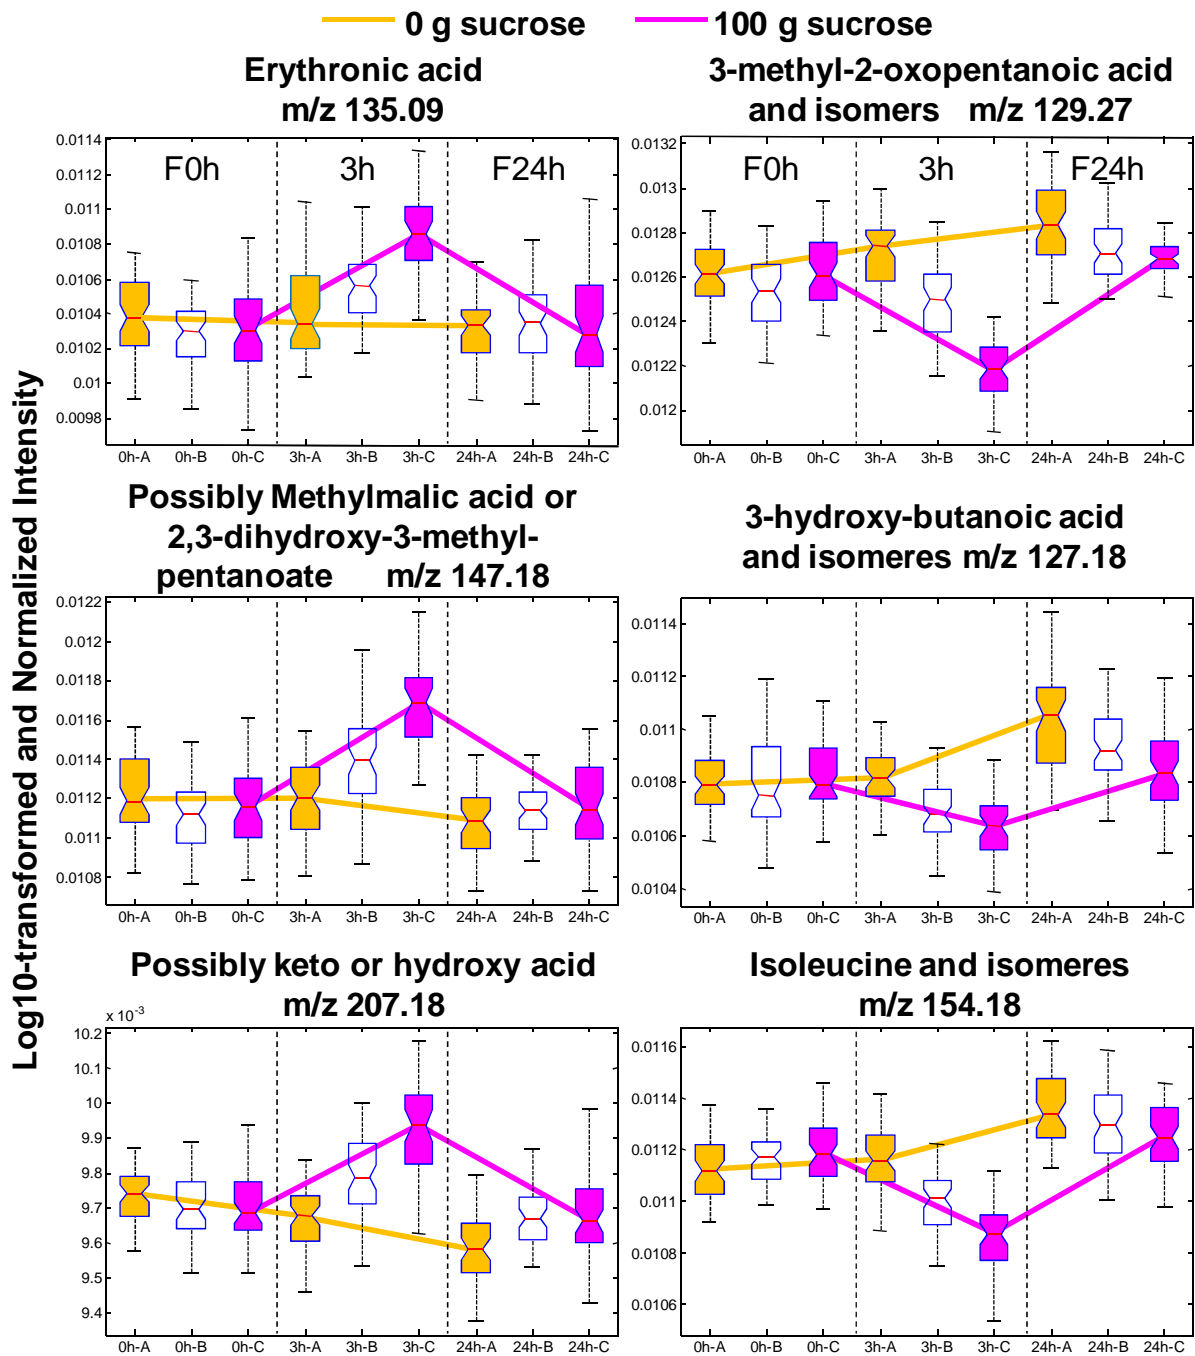 0 g sucrose
100 g sucrose
Log10-transformed and Normalized Intensity
Erythronic acid
m/z 135.09
0.0114
0.0112
0.011
0.0108
0.0106
0.0104
0.0102
0.01
0.0098
F0h
3h
F24h
0h-A 0h-B 0h-C 3h-A 3h-B 3h-C 24h-A 24h-B 24h-C
3-methyl-2-oxopentanoic acid
and isomers m/z 129.27
0.0132
0.013
0.0128
0.0126
0.0124
0.0122
0.012
F0h
3h
F24h
0h-A 0h-B 0h-C 3h-A 3h-B 3h-C 24h-A 24h-B 24h-C
Possibly Methylmalic acid or
2,3-dihydroxy-3-methyl-
pentanoate m/z 147.18
0.0122
0.012
0.0118
0.0116
0.0114
0.0112
0.011
0.0108
0h-A 0h-B 0h-C 3h-A 3h-B 3h-C 24h-A 24h-B 24h-C
3-hydroxy-butanoic acid
and isomeres m/z 127.18
0.0114
0.0112
0.011
0.0108
0.0106
0.0104
0h-A 0h-B 0h-C 3h-A 3h-B 3h-C 24h-A 24h-B 24h-C
Possibly keto or hydroxy acid
m/z 207.18
x 10⁻³
10.2
10.1
10
9.9
9.8
9.7
9.6
9.5
9.4
0h-A 0h-B 0h-C 3h-A 3h-B 3h-C 24h-A 24h-B 24h-C
Isoleucine and isomeres
m/z 154.18
0.0116
0.0114
0.0112
0.011
0.0108
0.0106
0h-A 0h-B 0h-C 3h-A 3h-B 3h-C 24h-A 24h-B 24h-C